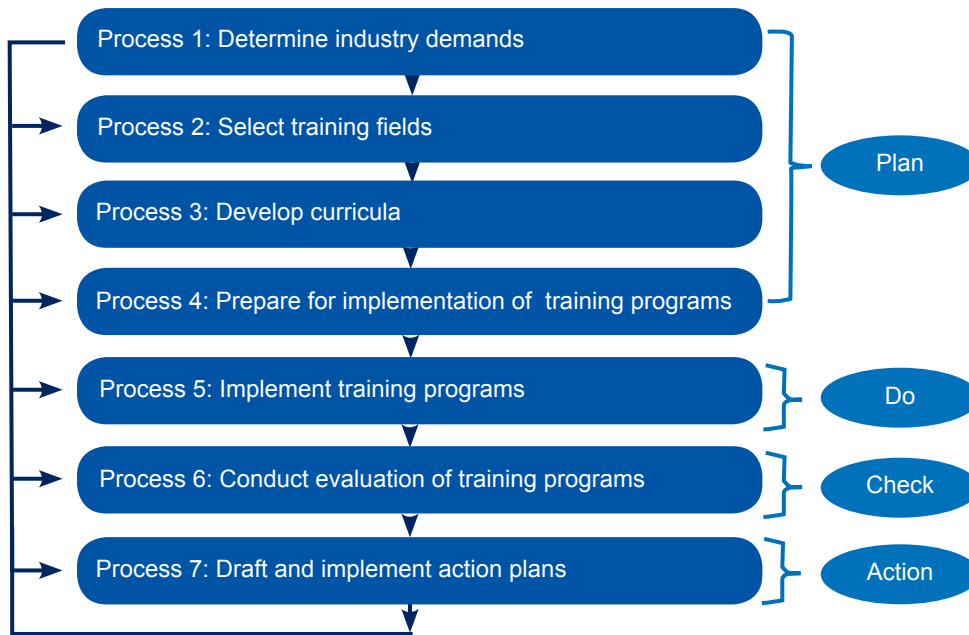 Process 1: Determine industry demands
Process 2: Select training fields
Plan
Process 3: Develop curricula
Process 4: Prepare for implementation of training programs
Process 5: Implement training programs
Do
Process 6: Conduct evaluation of training programs
Check
Process 7: Draft and implement action plans
Action